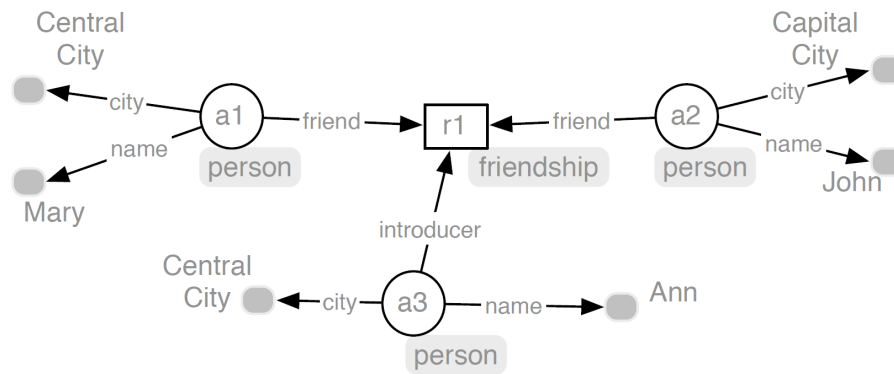 Central
City
Capital
City
city
a1
friend
r1
friend
a2
city
name
name
person
friendship
person
John
Mary
introducer
Central
City
city
a3
name
Ann
person